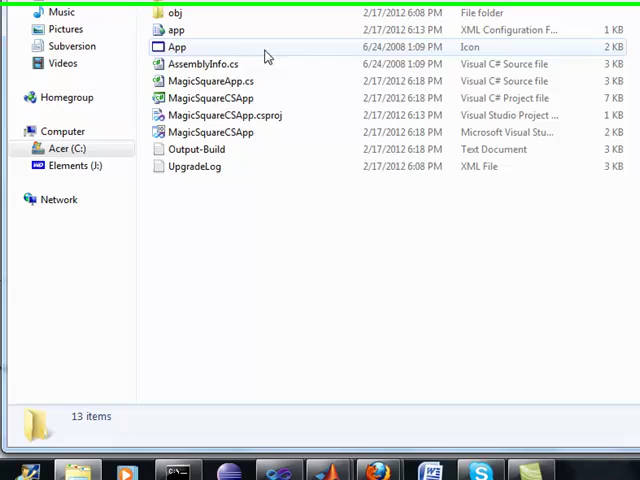 Music
Pictures
Subversion
Videos
Homegroup
Computer
Acer (C:)
Elements (J:)
Network
obj 2/17/2012 6:08 PM File folder
app 2/17/2012 6:13 PM XML Configuration F... 1 KB
App 6/24/2008 1:09 PM Icon 2 KB
AssemblyInfo.cs 6/24/2008 1:09 PM Visual C# Source file 3 KB
MagicSquareApp.cs 2/17/2012 6:18 PM Visual C# Source file 3 KB
MagicSquareCSApp 2/17/2012 6:18 PM Visual C# Project file 7 KB
MagicSquareCSApp.csproj 2/17/2012 6:18 PM Visual Studio Project ... 1 KB
MagicSquareCSApp 2/17/2012 6:18 PM Microsoft Visual Stu... 2 KB
Output-Build 2/17/2012 6:18 PM Text Document 3 KB
UpgradeLog 2/17/2012 6:18 PM XML File 3 KB
13 items